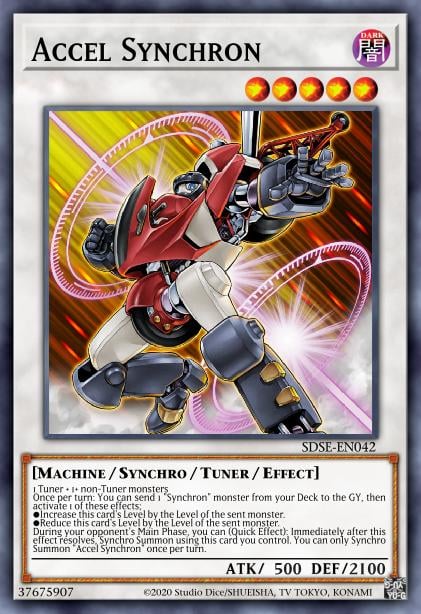 ACCEL SYNCHRON
DARK
闇
SDSE-EN042
[MACHINE / SYNCHRO / TUNER / EFFECT]
1 Tuner + 1+ non-Tuner monsters
Once per turn: You can send 1 "Synchron" monster from your Deck to the GY, then
activate 1 of these effects;
●Increase this card's Level by the Level of the sent monster.
●Reduce this card's Level by the Level of the sent monster.
During your opponent's Main Phase, you can (Quick Effect): Immediately after this
effect resolves, Synchro Summon using this card you control. You can only Synchro
Summon "Accel Synchron" once per turn.
ATK/ 500 DEF/2100
37675907
©2020 Studio Dice/SHUEISHA, TV TOKYO, KONAMI